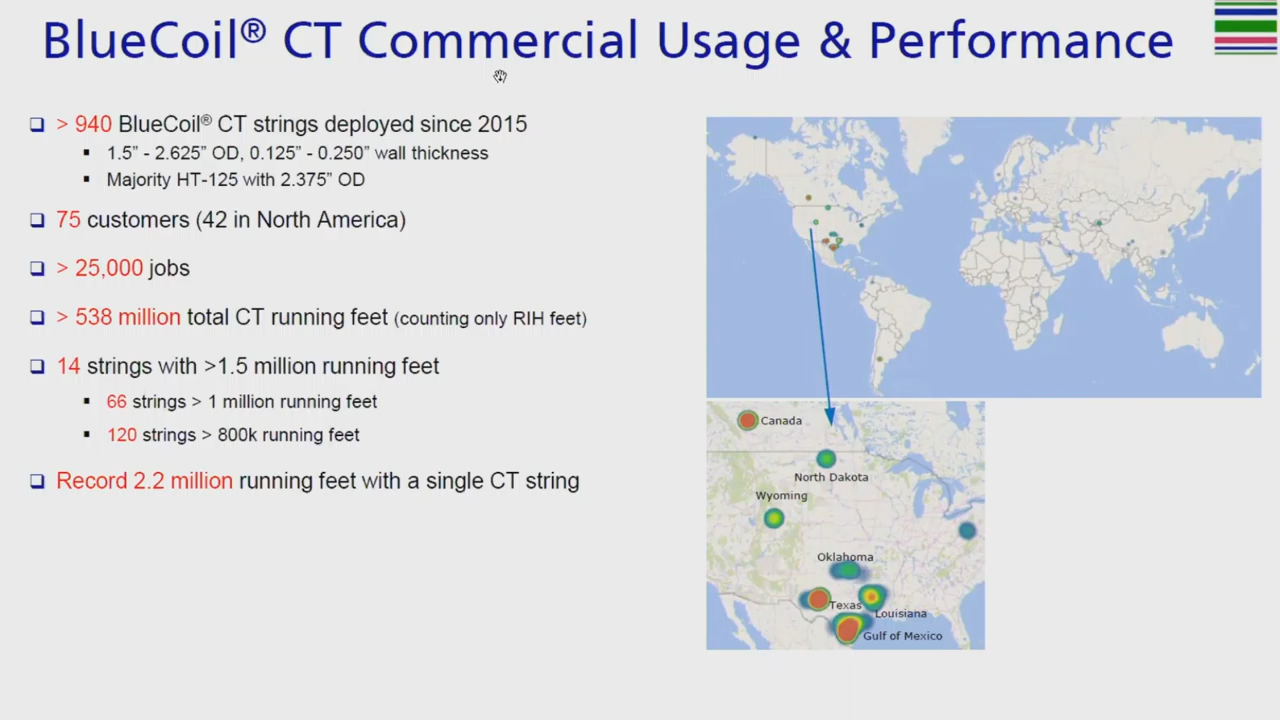 BlueCoil® CT Commercial Usage & Performance
> 940 BlueCoil® CT strings deployed since 2015
1.5” - 2.625” OD, 0.125” - 0.250” wall thickness
Majority HT-125 with 2.375” OD
75 customers (42 in North America)
> 25,000 jobs
> 538 million total CT running feet (counting only RIH feet)
14 strings with >1.5 million running feet
66 strings > 1 million running feet
120 strings > 800k running feet
Record 2.2 million running feet with a single CT string
Canada
North Dakota
Wyoming
Oklahoma
Texas
Louisiana
Gulf of Mexico